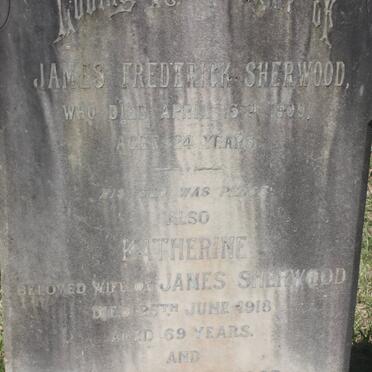 JAMES FREDERICK SHERWOOD,
WHO DIED APRIL
AGED 24 YEARS
WAS
ALSO
KATHERINE
BELOVED WIFE OF JAMES SHERWOOD
DIED 25TH JUNE 1918
AGED 69 YEARS.
AND